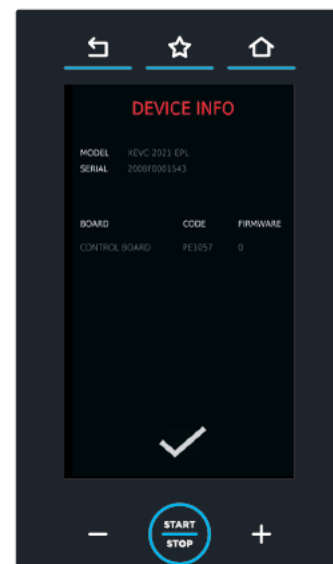 DEVICE INFO
MODEL XEVC-2021-EPL
SERIAL 2008F0001543
BOARD CODE FIRMWARE
CONTROL BOARD PE1057 0
START
STOP